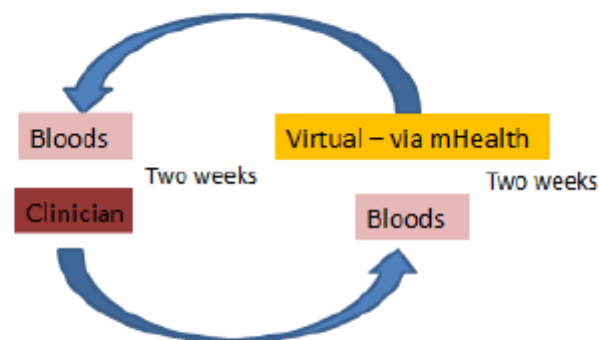 Bloods
Virtual – via mHealth
Two weeks
Two weeks
Clinician
Bloods